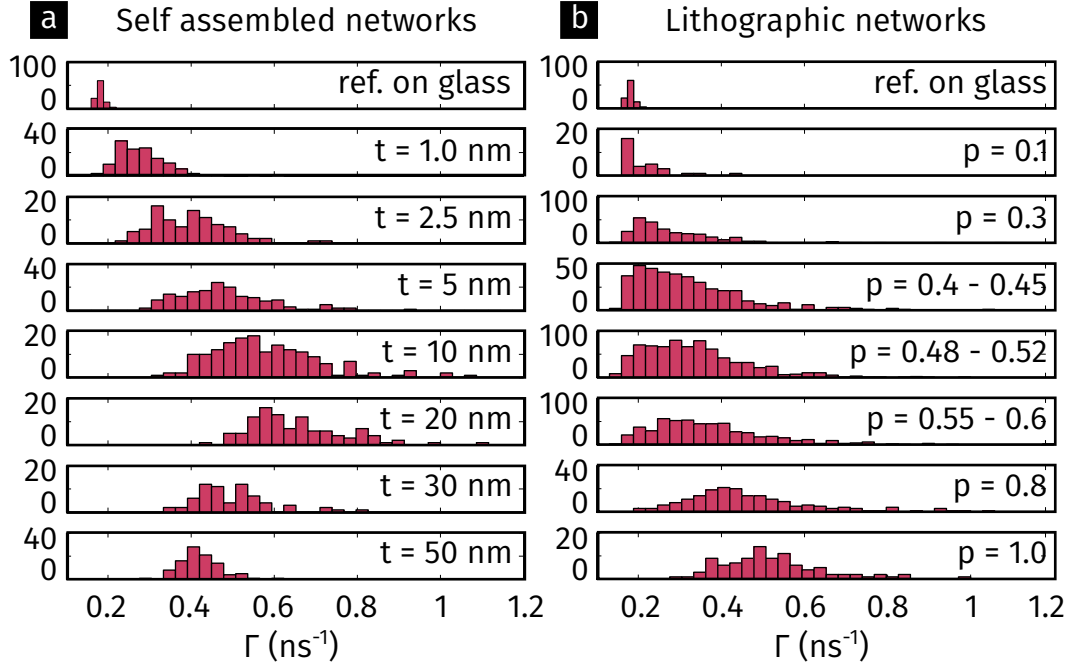 a Self assembled networks
100
0
ref. on glass
40
0
t = 1.0 nm
20
0
t = 2.5 nm
40
0
t = 5 nm
20
0
t = 10 nm
20
0
t = 20 nm
20
0
t = 30 nm
40
0
t = 50 nm
0.2 0.4 0.6 0.8 1 1.2
Γ (ns⁻¹)
b Lithographic networks
100
0
ref. on glass
20
0
p = 0.1
100
0
p = 0.3
50
0
p = 0.4 - 0.45
100
0
p = 0.48 - 0.52
100
0
p = 0.55 - 0.6
40
0
p = 0.8
20
0
p = 1.0
0.2 0.4 0.6 0.8 1 1.2
Γ (ns⁻¹)